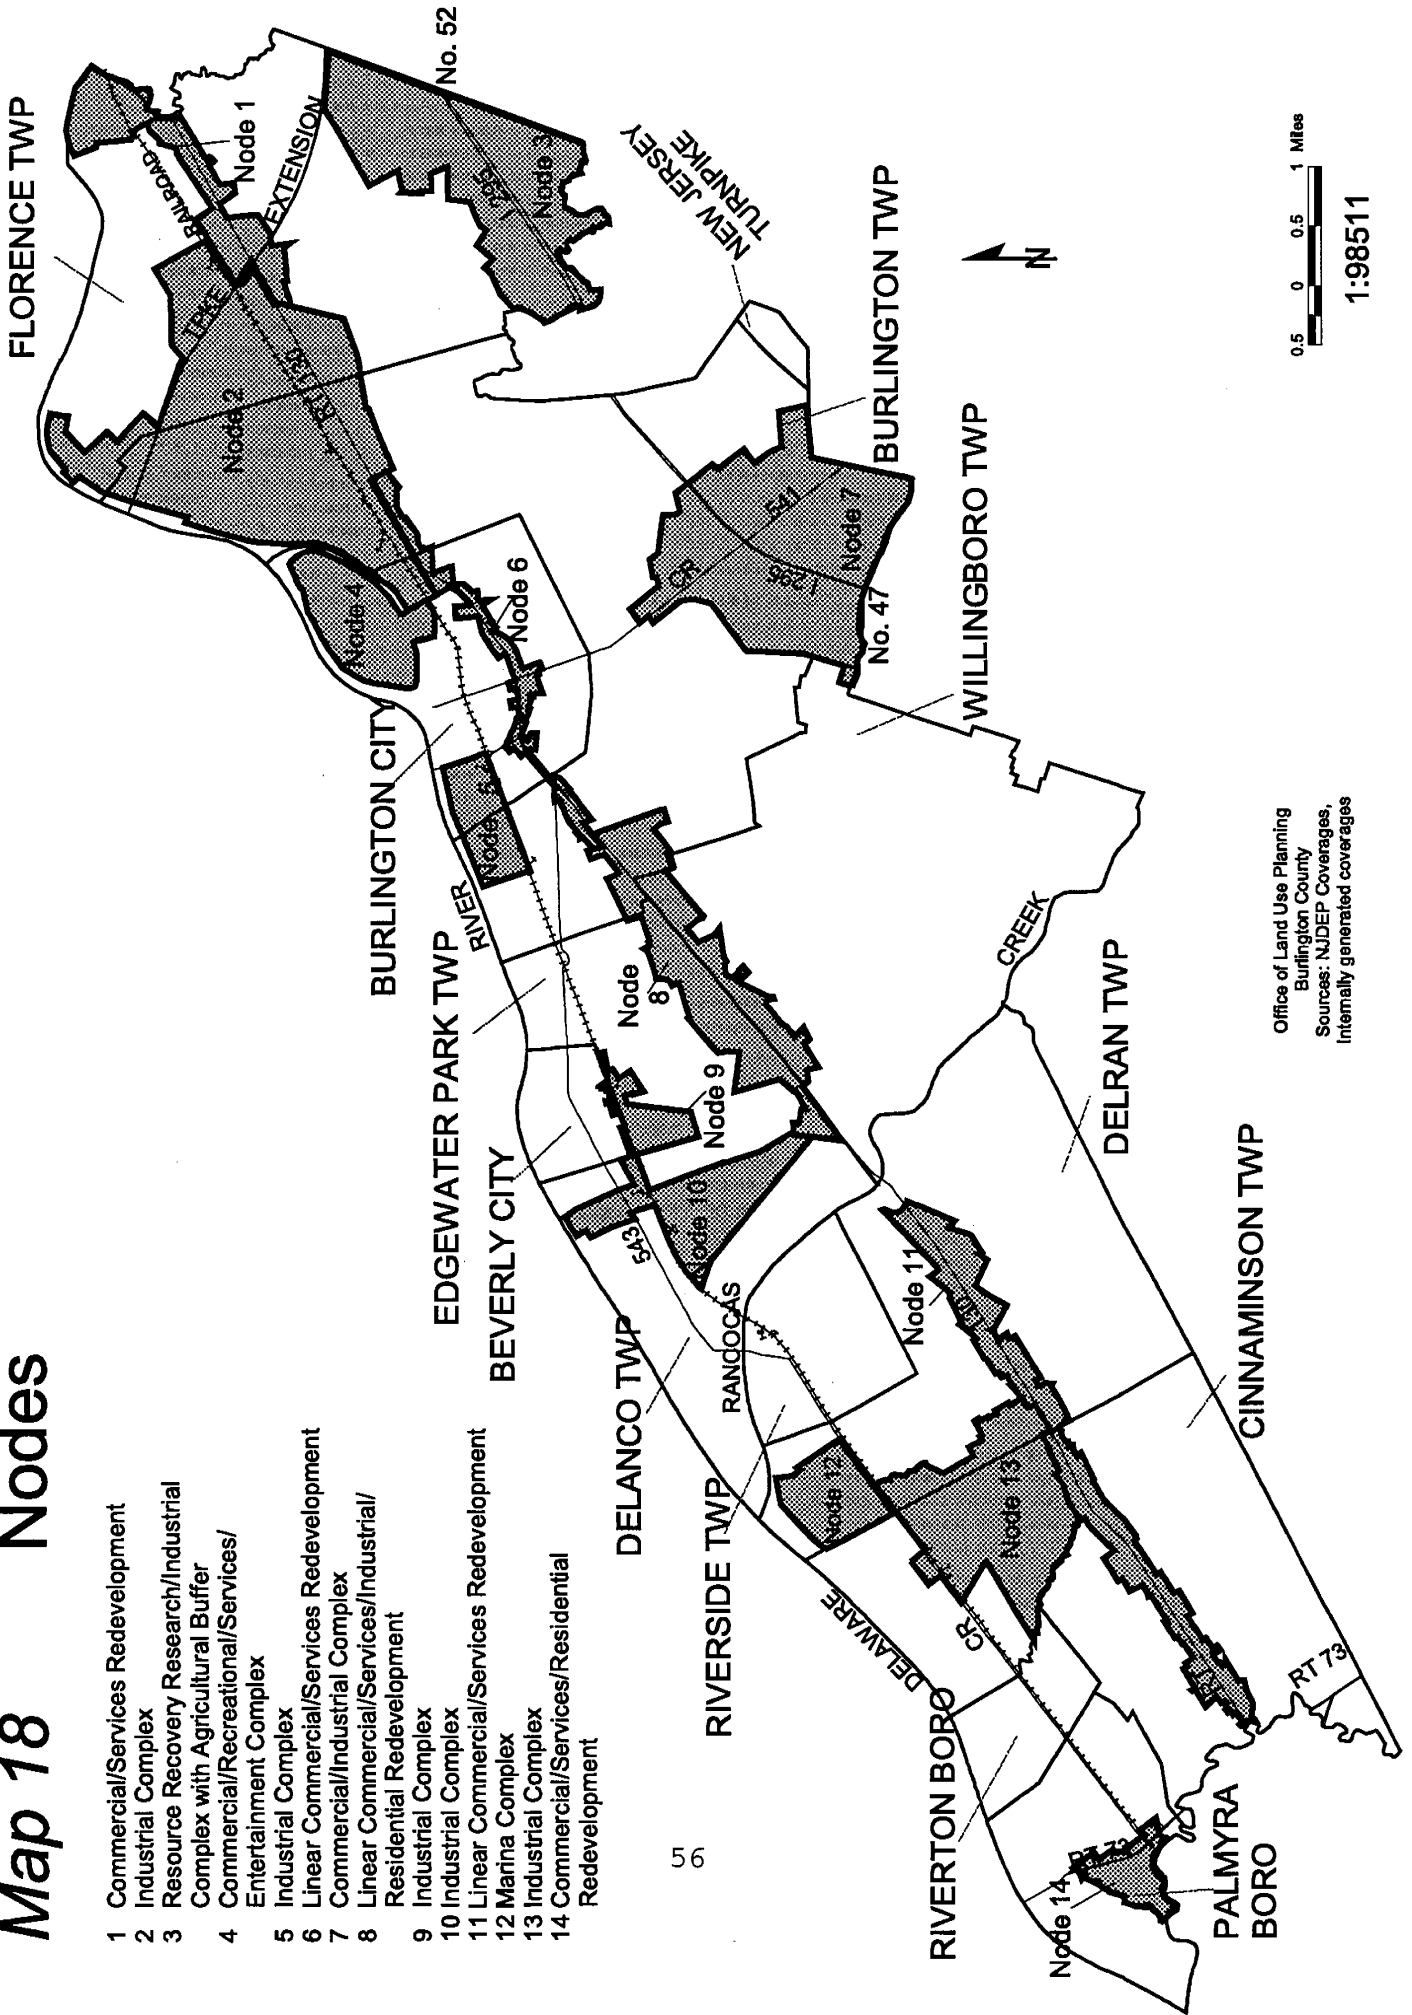 Map 18 Nodes
1 Commercial/Services Redevelopment
2 Industrial Complex
3 Resource Recovery Research/Industrial
Complex with Agricultural Buffer
4 Commercial/Recreational/Services/
Entertainment Complex
5 Industrial Complex
6 Linear Commercial/Services Redevelopment
7 Commercial/Industrial Complex
8 Linear Commercial/Services/Industrial/
Residential Redevelopment
9 Industrial Complex
10 Industrial Complex
11 Linear Commercial/Services Redevelopment
12 Marina Complex
13 Industrial Complex
14 Commercial/Services/Residential
Redevelopment
FLORENCE TWP
RAILROAD
Node 1
EXTENSION
TPKE
No. 52
I 295
Node 3
NEW JERSEY
TURNPIKE
Node 2
RT 130
BURLINGTON TWP
Node 4
Node 6
CR
541
I 295
Node 7
No. 47
WILLINGBORO TWP
BURLINGTON CITY
Node 5
RIVER
EDGEWATER PARK TWP
Node
8
BEVERLY CITY
Node 9
CREEK
DELRAN TWP
543
Node 10
DELANCO TWP
RANCOCAS
Node 11
130
CINNAMINSON TWP
RIVERSIDE TWP
Node 12
Node 13
DELAWARE
CR
RT
RT 73
RIVERTON BORO
RT 73
Node 14
PALMYRA
BORO
N
0.5 0 0.5 1 Miles
1:98511
Office of Land Use Planning
Burlington County
Sources: NJDEP Coverages,
Internally generated coverages
56